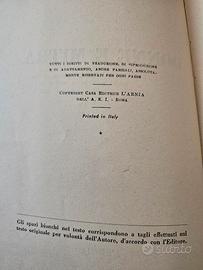 TUTTI I DIRITTI DI TRADUZIONE, DI RIPRODUZIONE
E DI ADATTAMENTO, ANCHE PARZIALI, ASSOLUTA-
MENTE RISERVATI PER OGNI PAESE
COPYRIGHT CASA EDITRICE L'ARNIA
DELL'A. R. I. - ROMA
Printed in Italy
*
Gli spazi bianchi nel testo corrispondono a tagli effettuati sul
testo originale per volontà dell'Autore, d'accordo con l'Editore.
subito